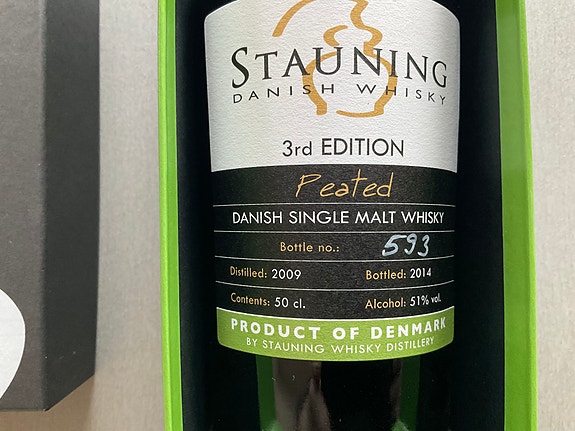 STAUNING
DANISH WHISKY
3rd EDITION
Peated
DANISH SINGLE MALT WHISKY
Bottle no.: 593
Distilled: 2009 Bottled: 2014
Contents: 50 cl. Alcohol: 51% vol.
PRODUCT OF DENMARK
BY STAUNING WHISKY DISTILLERY